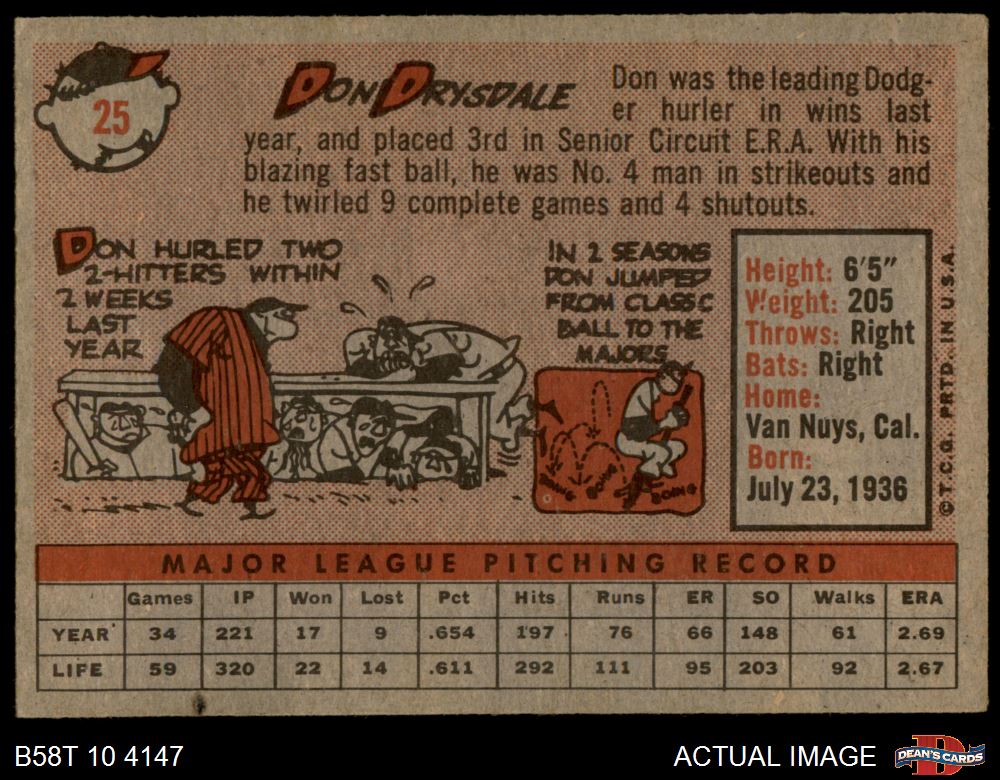 25
DON DRYSDALE
Don was the leading Dodg-
er hurler in wins last
year, and placed 3rd in Senior Circuit E.R.A. With his
blazing fast ball, he was No. 4 man in strikeouts and
he twirled 9 complete games and 4 shutouts.
DON HURLED TWO
2-HITTERS WITHIN
2 WEEKS
LAST
YEAR
IN 2 SEASONS
DON JUMPED
FROM CLASS C
BALL TO THE
MAJORS
BOING BOING BOING
Height: 6'5"
Weight: 205
Throws: Right
Bats: Right
Home:
Van Nuys, Cal.
Born:
July 23, 1936
© T.C.G. PRTD. IN U.S.A.
MAJOR LEAGUE PITCHING RECORD
Games IP Won Lost Pct Hits Runs ER SO Walks ERA
YEAR 34 221 17 9 .654 197 76 66 148 61 2.69
LIFE 59 320 22 14 .611 292 111 95 203 92 2.67
B58T 10 4147
ACTUAL IMAGE
D
DEAN'S CARDS